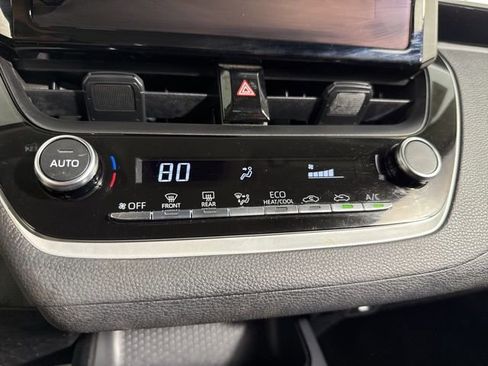 AUTO
80
OFF
FRONT
REAR
ECO
HEAT/COOL
A/C